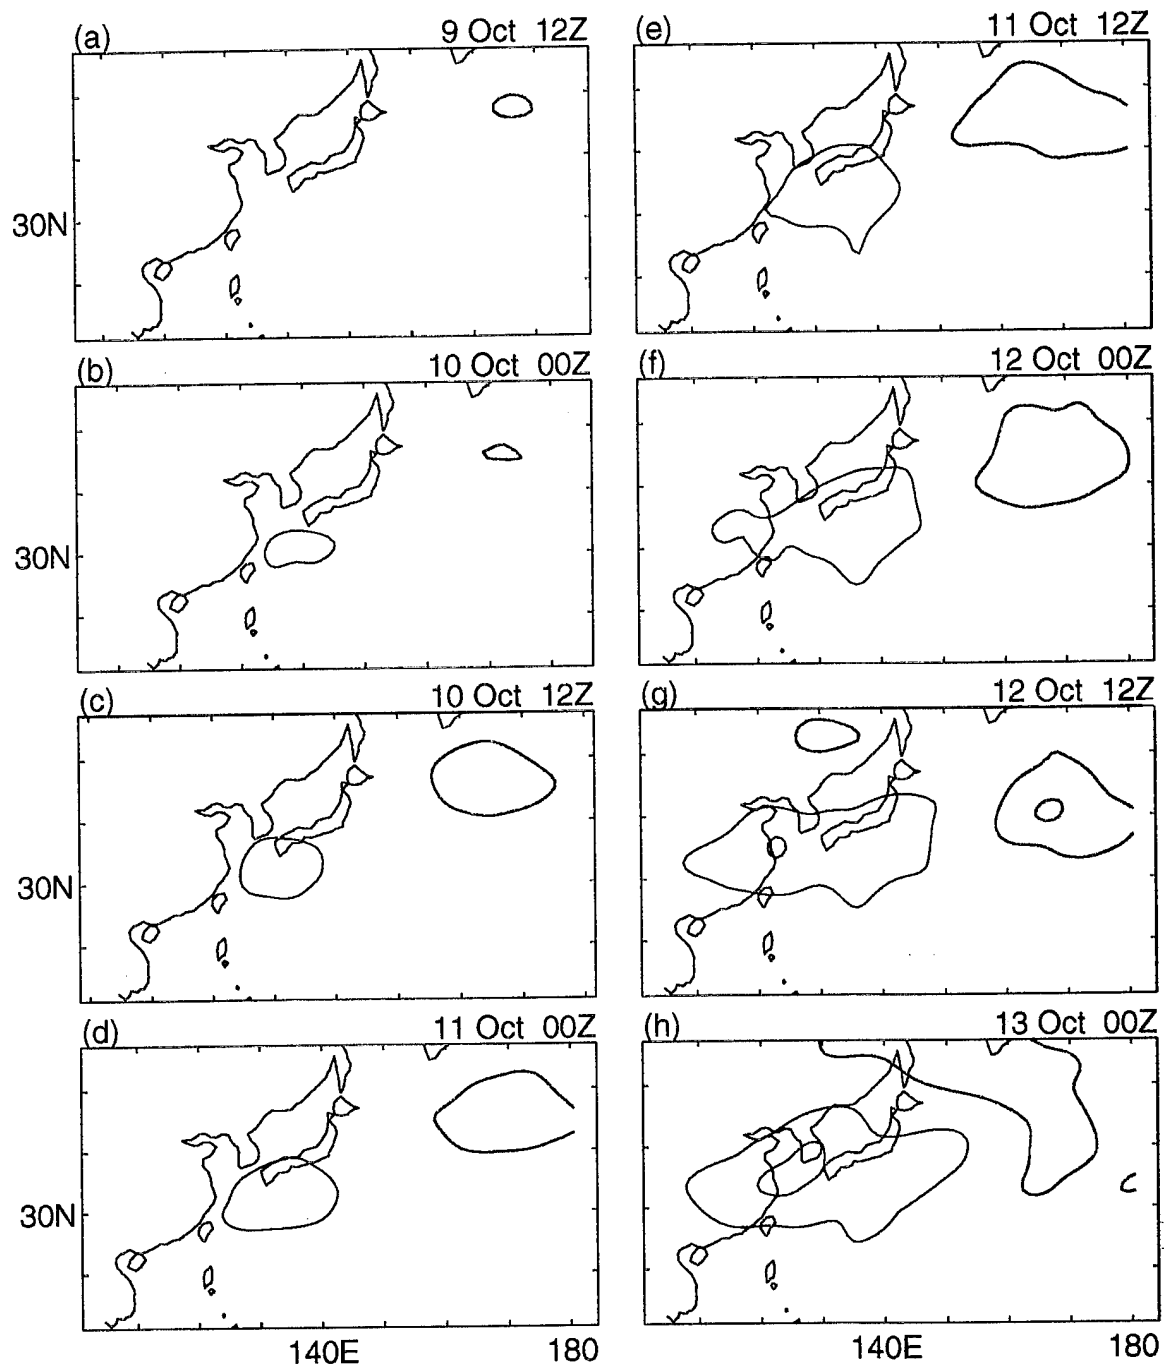 (a) 9 Oct 12Z
30N
(b) 10 Oct 00Z
30N
(c) 10 Oct 12Z
30N
(d) 11 Oct 00Z
30N
140E 180
(e) 11 Oct 12Z
(f) 12 Oct 00Z
(g) 12 Oct 12Z
(h) 13 Oct 00Z
140E 180